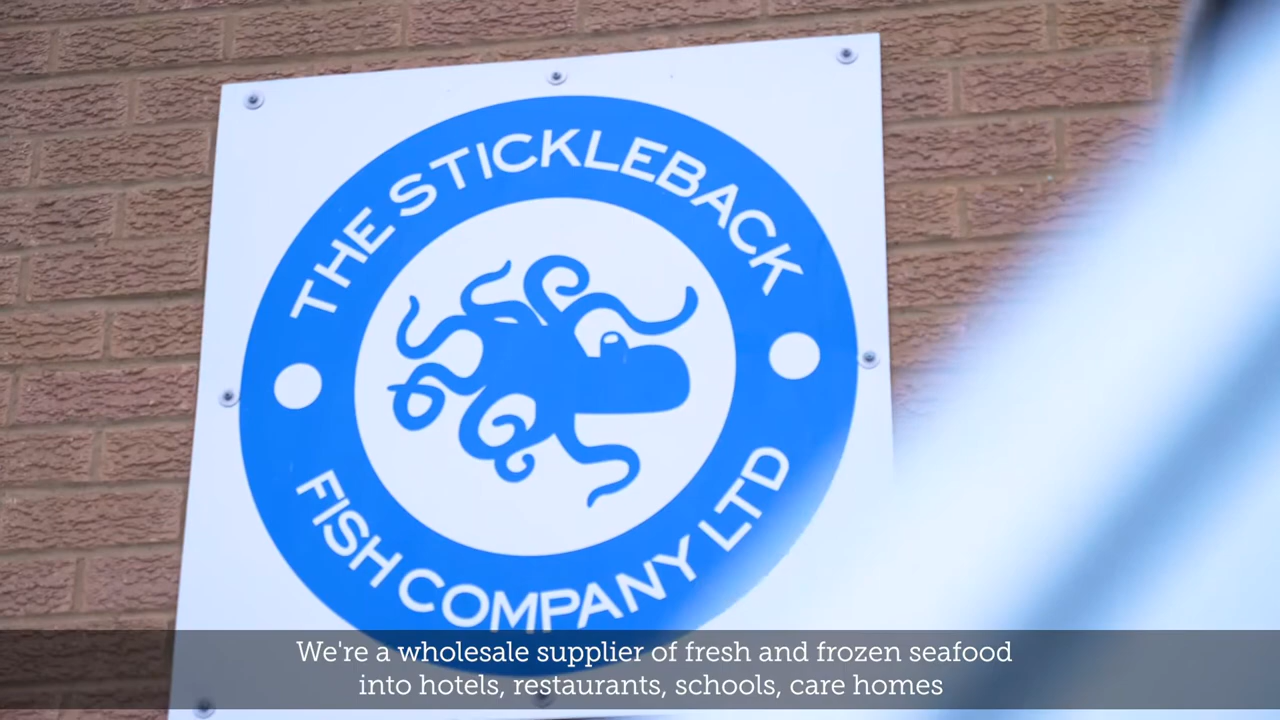 THE STICKLEBACK
FISH COMPANY LTD
We're a wholesale supplier of fresh and frozen seafood
into hotels, restaurants, schools, care homes